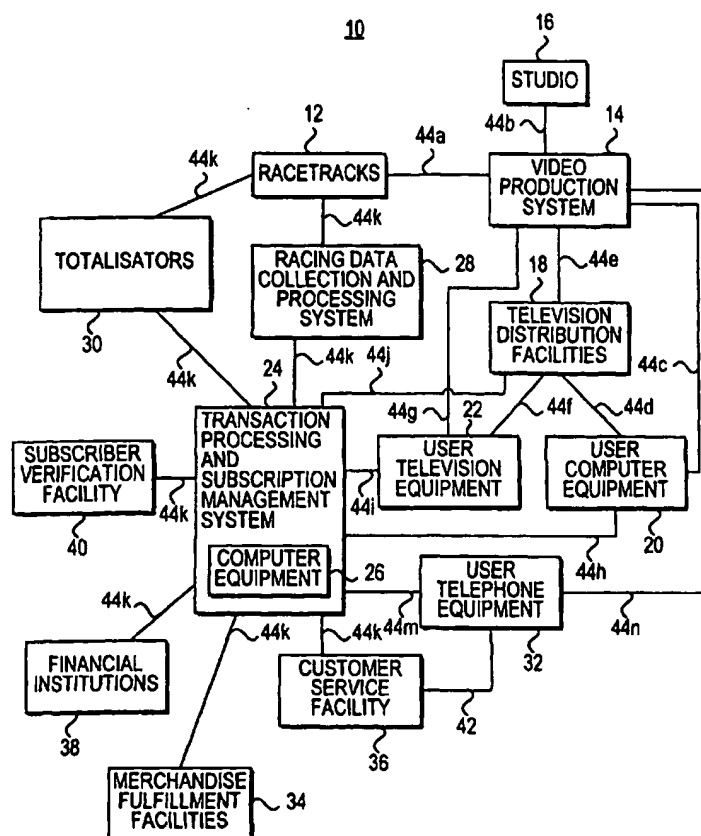 10
16
STUDIO
44b
14
12
44a
RACETRACKS
VIDEO
PRODUCTION
SYSTEM
44k
44k
TOTALISATORS
30
RACING DATA
COLLECTION AND
PROCESSING
SYSTEM
28
44e
18
TELEVISION
DISTRIBUTION
FACILITIES
44c
44k
24
44k
44j
44g
22
44f
44d
TRANSACTION
PROCESSING
AND
SUBSCRIPTION
MANAGEMENT
SYSTEM
SUBSCRIBER
VERIFICATION
FACILITY
40
44k
44i
USER
TELEVISION
EQUIPMENT
USER
COMPUTER
EQUIPMENT
20
44h
COMPUTER
EQUIPMENT
26
USER
TELEPHONE
EQUIPMENT
32
44k
44k
44k
44m
44n
FINANCIAL
INSTITUTIONS
38
CUSTOMER
SERVICE
FACILITY
36
42
MERCHANDISE
FULFILLMENT
FACILITIES
34